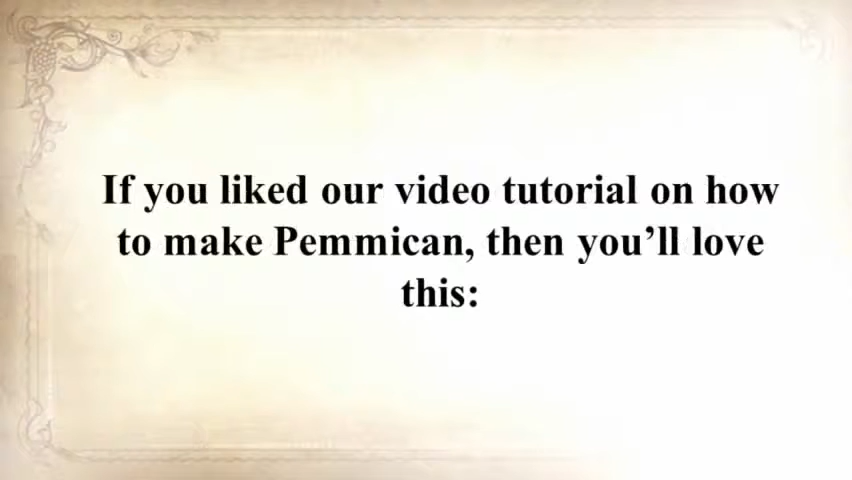 If you liked our video tutorial on how
to make Pemmican, then you’ll love
this: